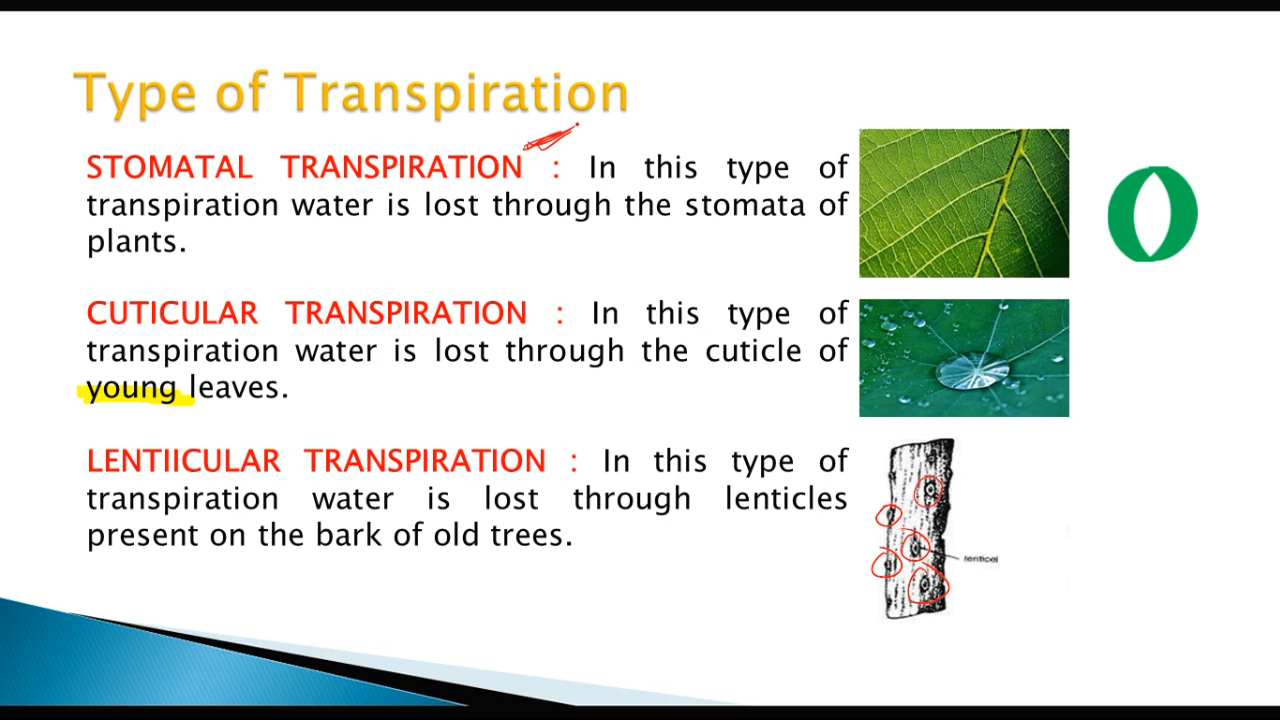 Type of Transpiration
STOMATAL TRANSPIRATION : In this type of
transpiration water is lost through the stomata of
plants.
CUTICULAR TRANSPIRATION : In this type of
transpiration water is lost through the cuticle of
young leaves.
LENTIICULAR TRANSPIRATION : In this type of
transpiration water is lost through lenticles
present on the bark of old trees.
lenticel